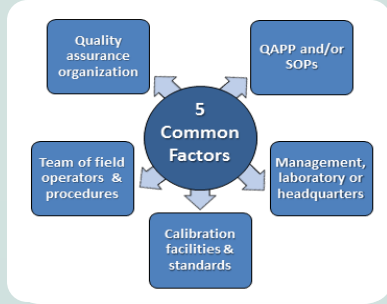 Quality
assurance
organization
QAPP and/or
SOPs
5
Common
Factors
Team of field
operators &
procedures
Management,
laboratory or
headquarters
Calibration
facilities &
standards